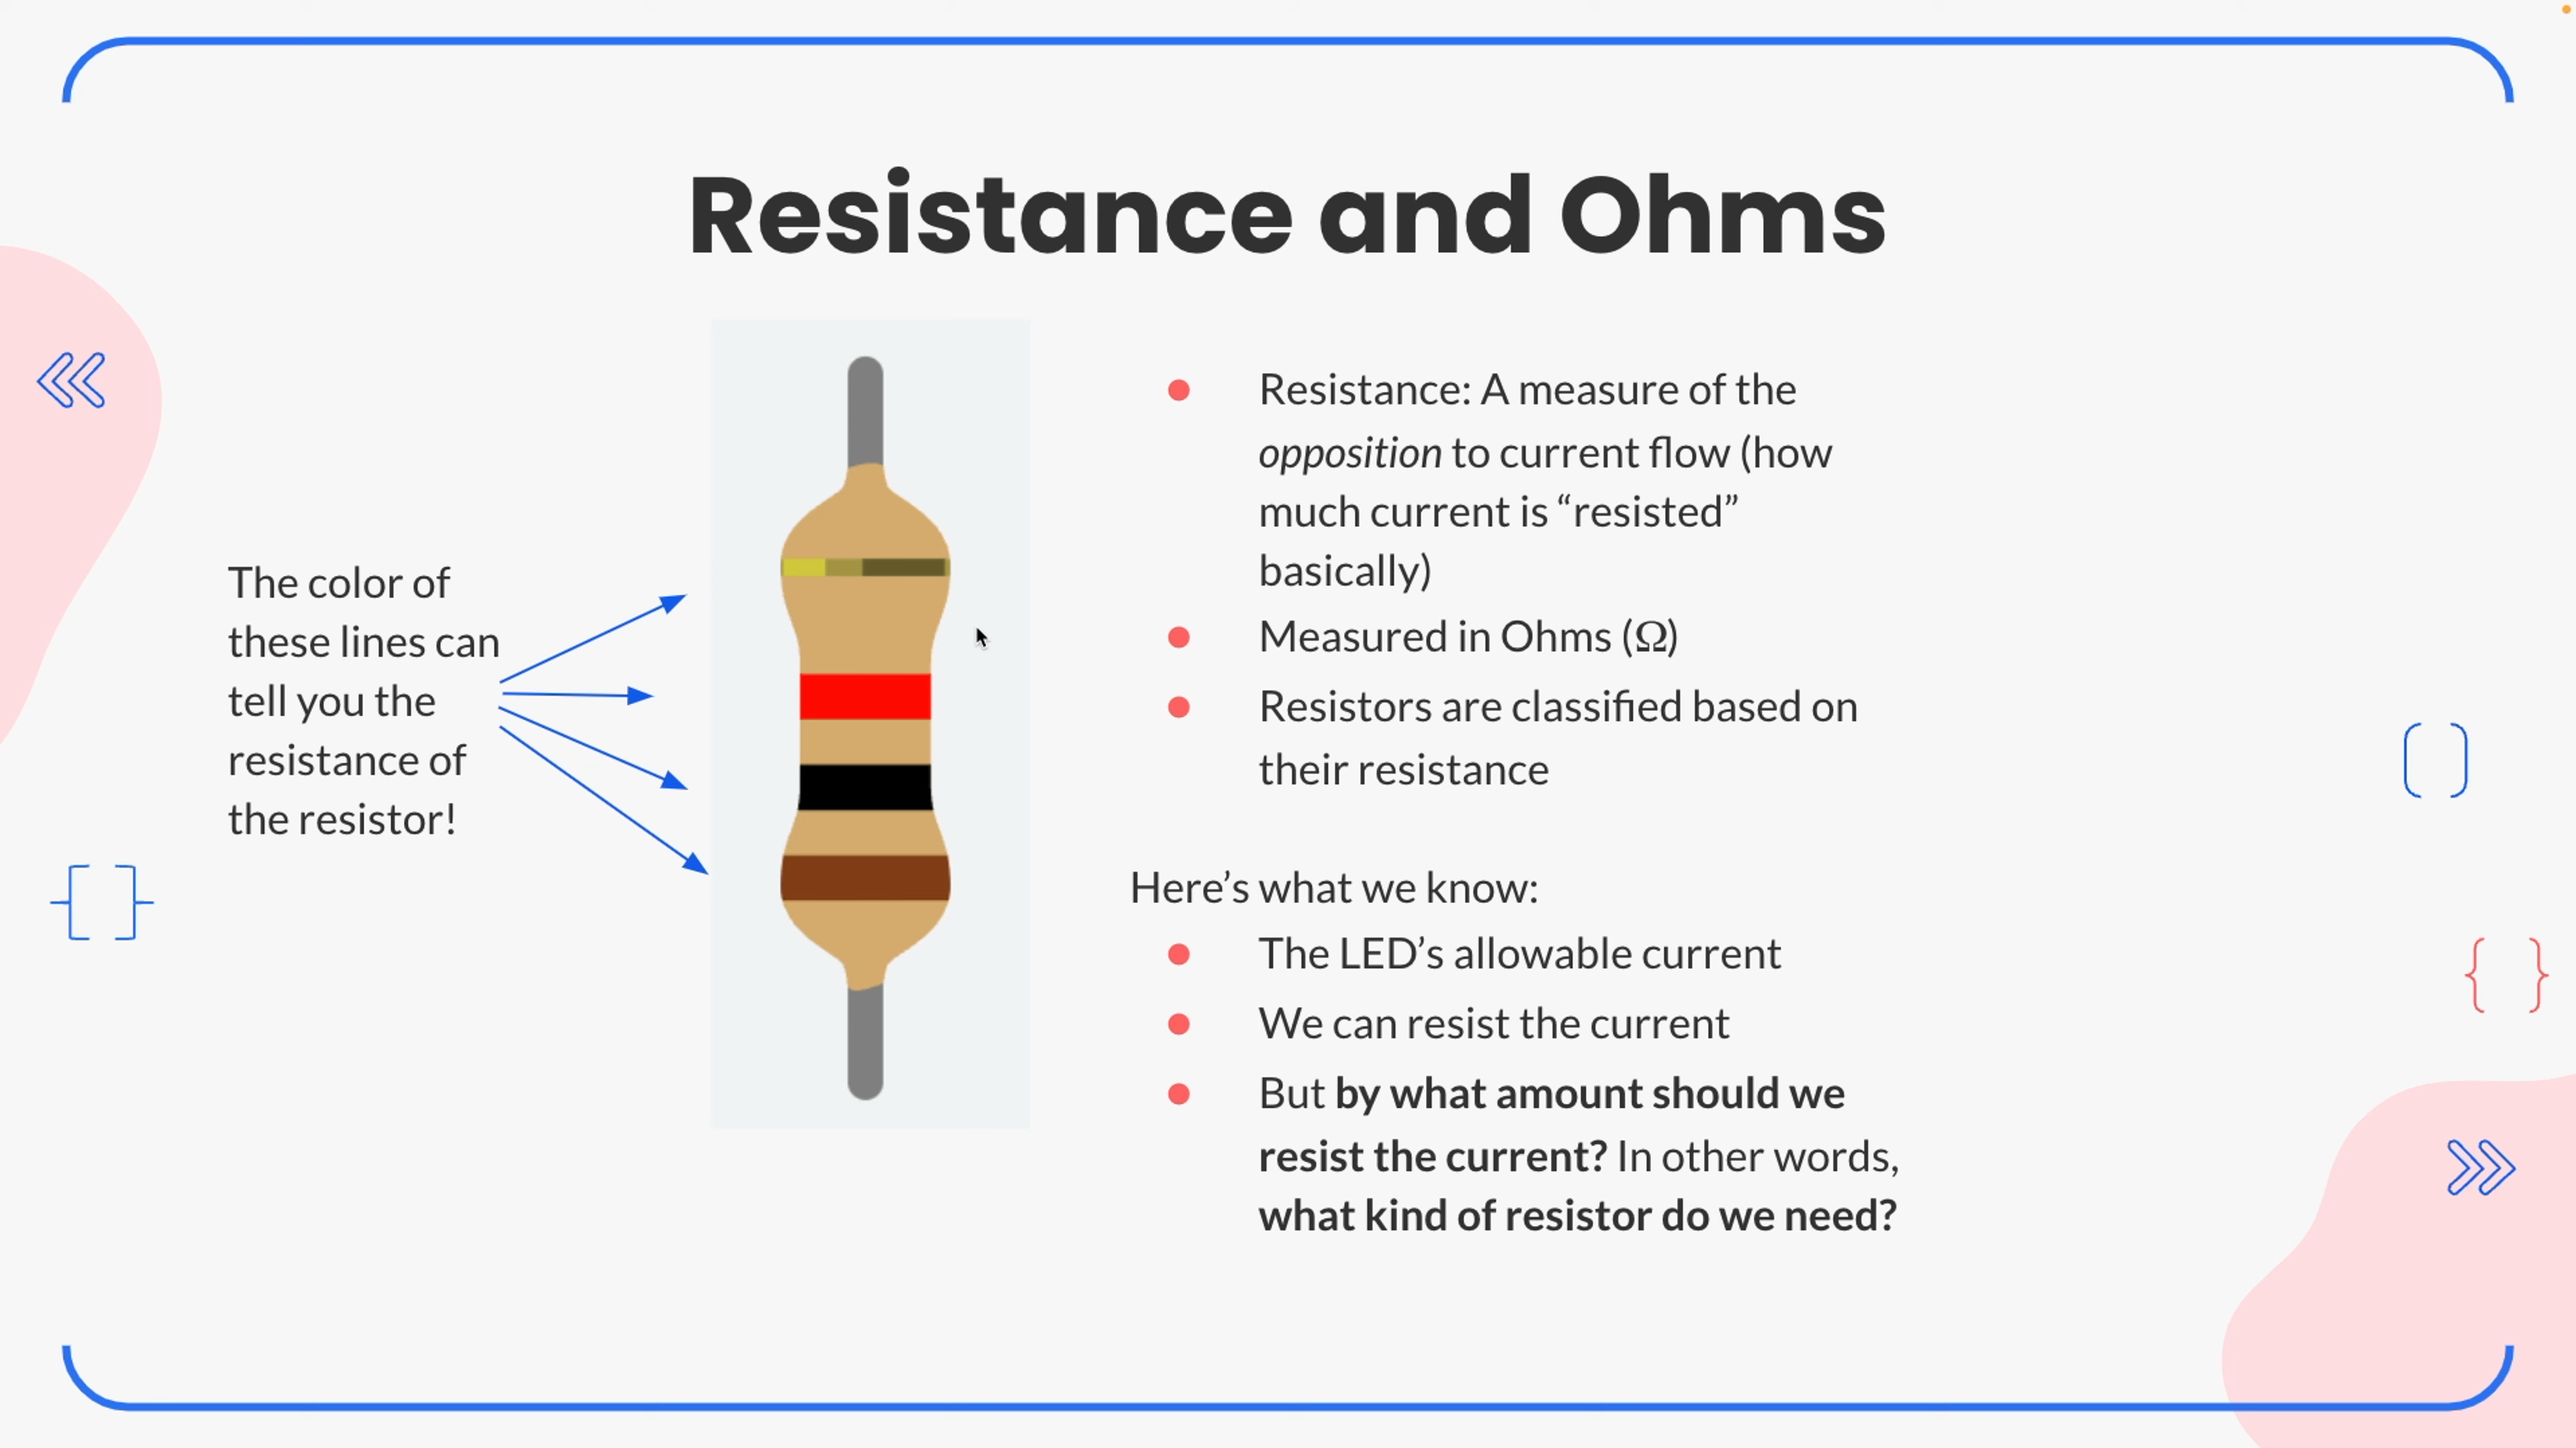 Resistance and Ohms
The color of
these lines can
tell you the
resistance of
the resistor!
Resistance: A measure of the
opposition to current flow (how
much current is “resisted”
basically)
Measured in Ohms (Ω)
Resistors are classified based on
their resistance
Here’s what we know:
The LED’s allowable current
We can resist the current
But by what amount should we
resist the current? In other words,
what kind of resistor do we need?